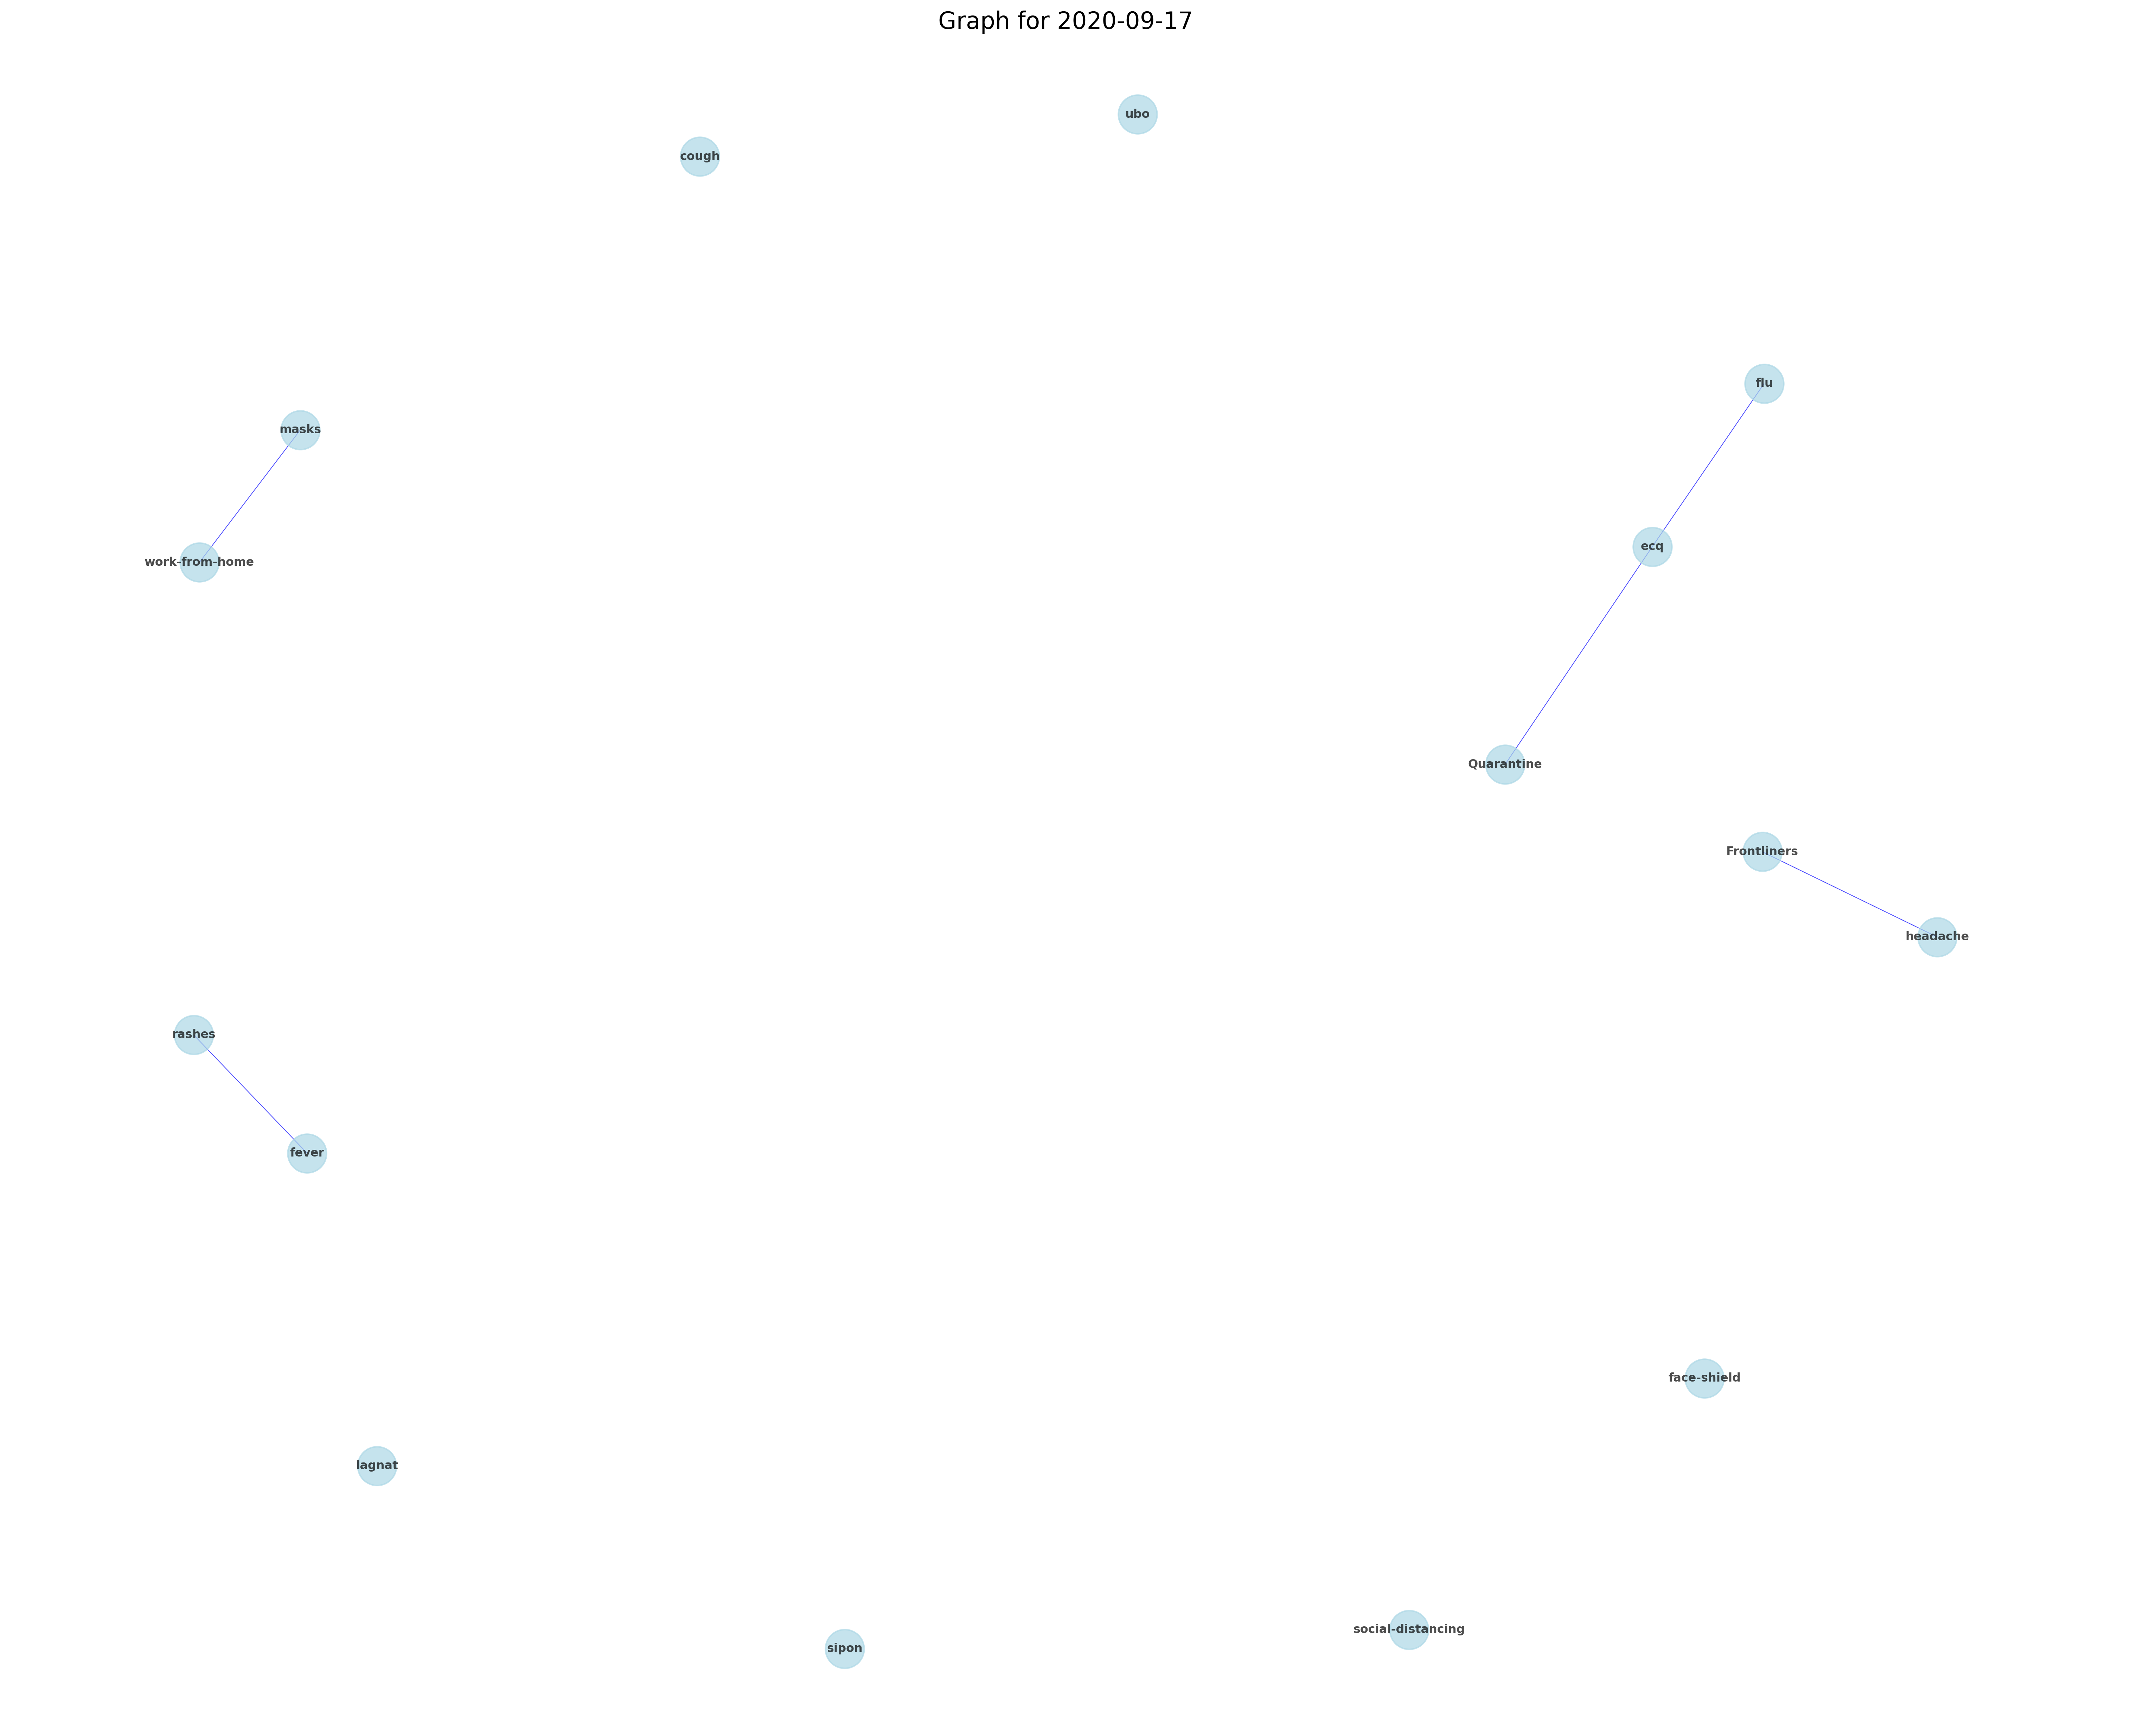 Graph for 2020-09-17
ubo
cough
flu
masks
ecq
work-from-home
Quarantine
Frontliners
headache
rashes
fever
face-shield
lagnat
social-distancing
sipon